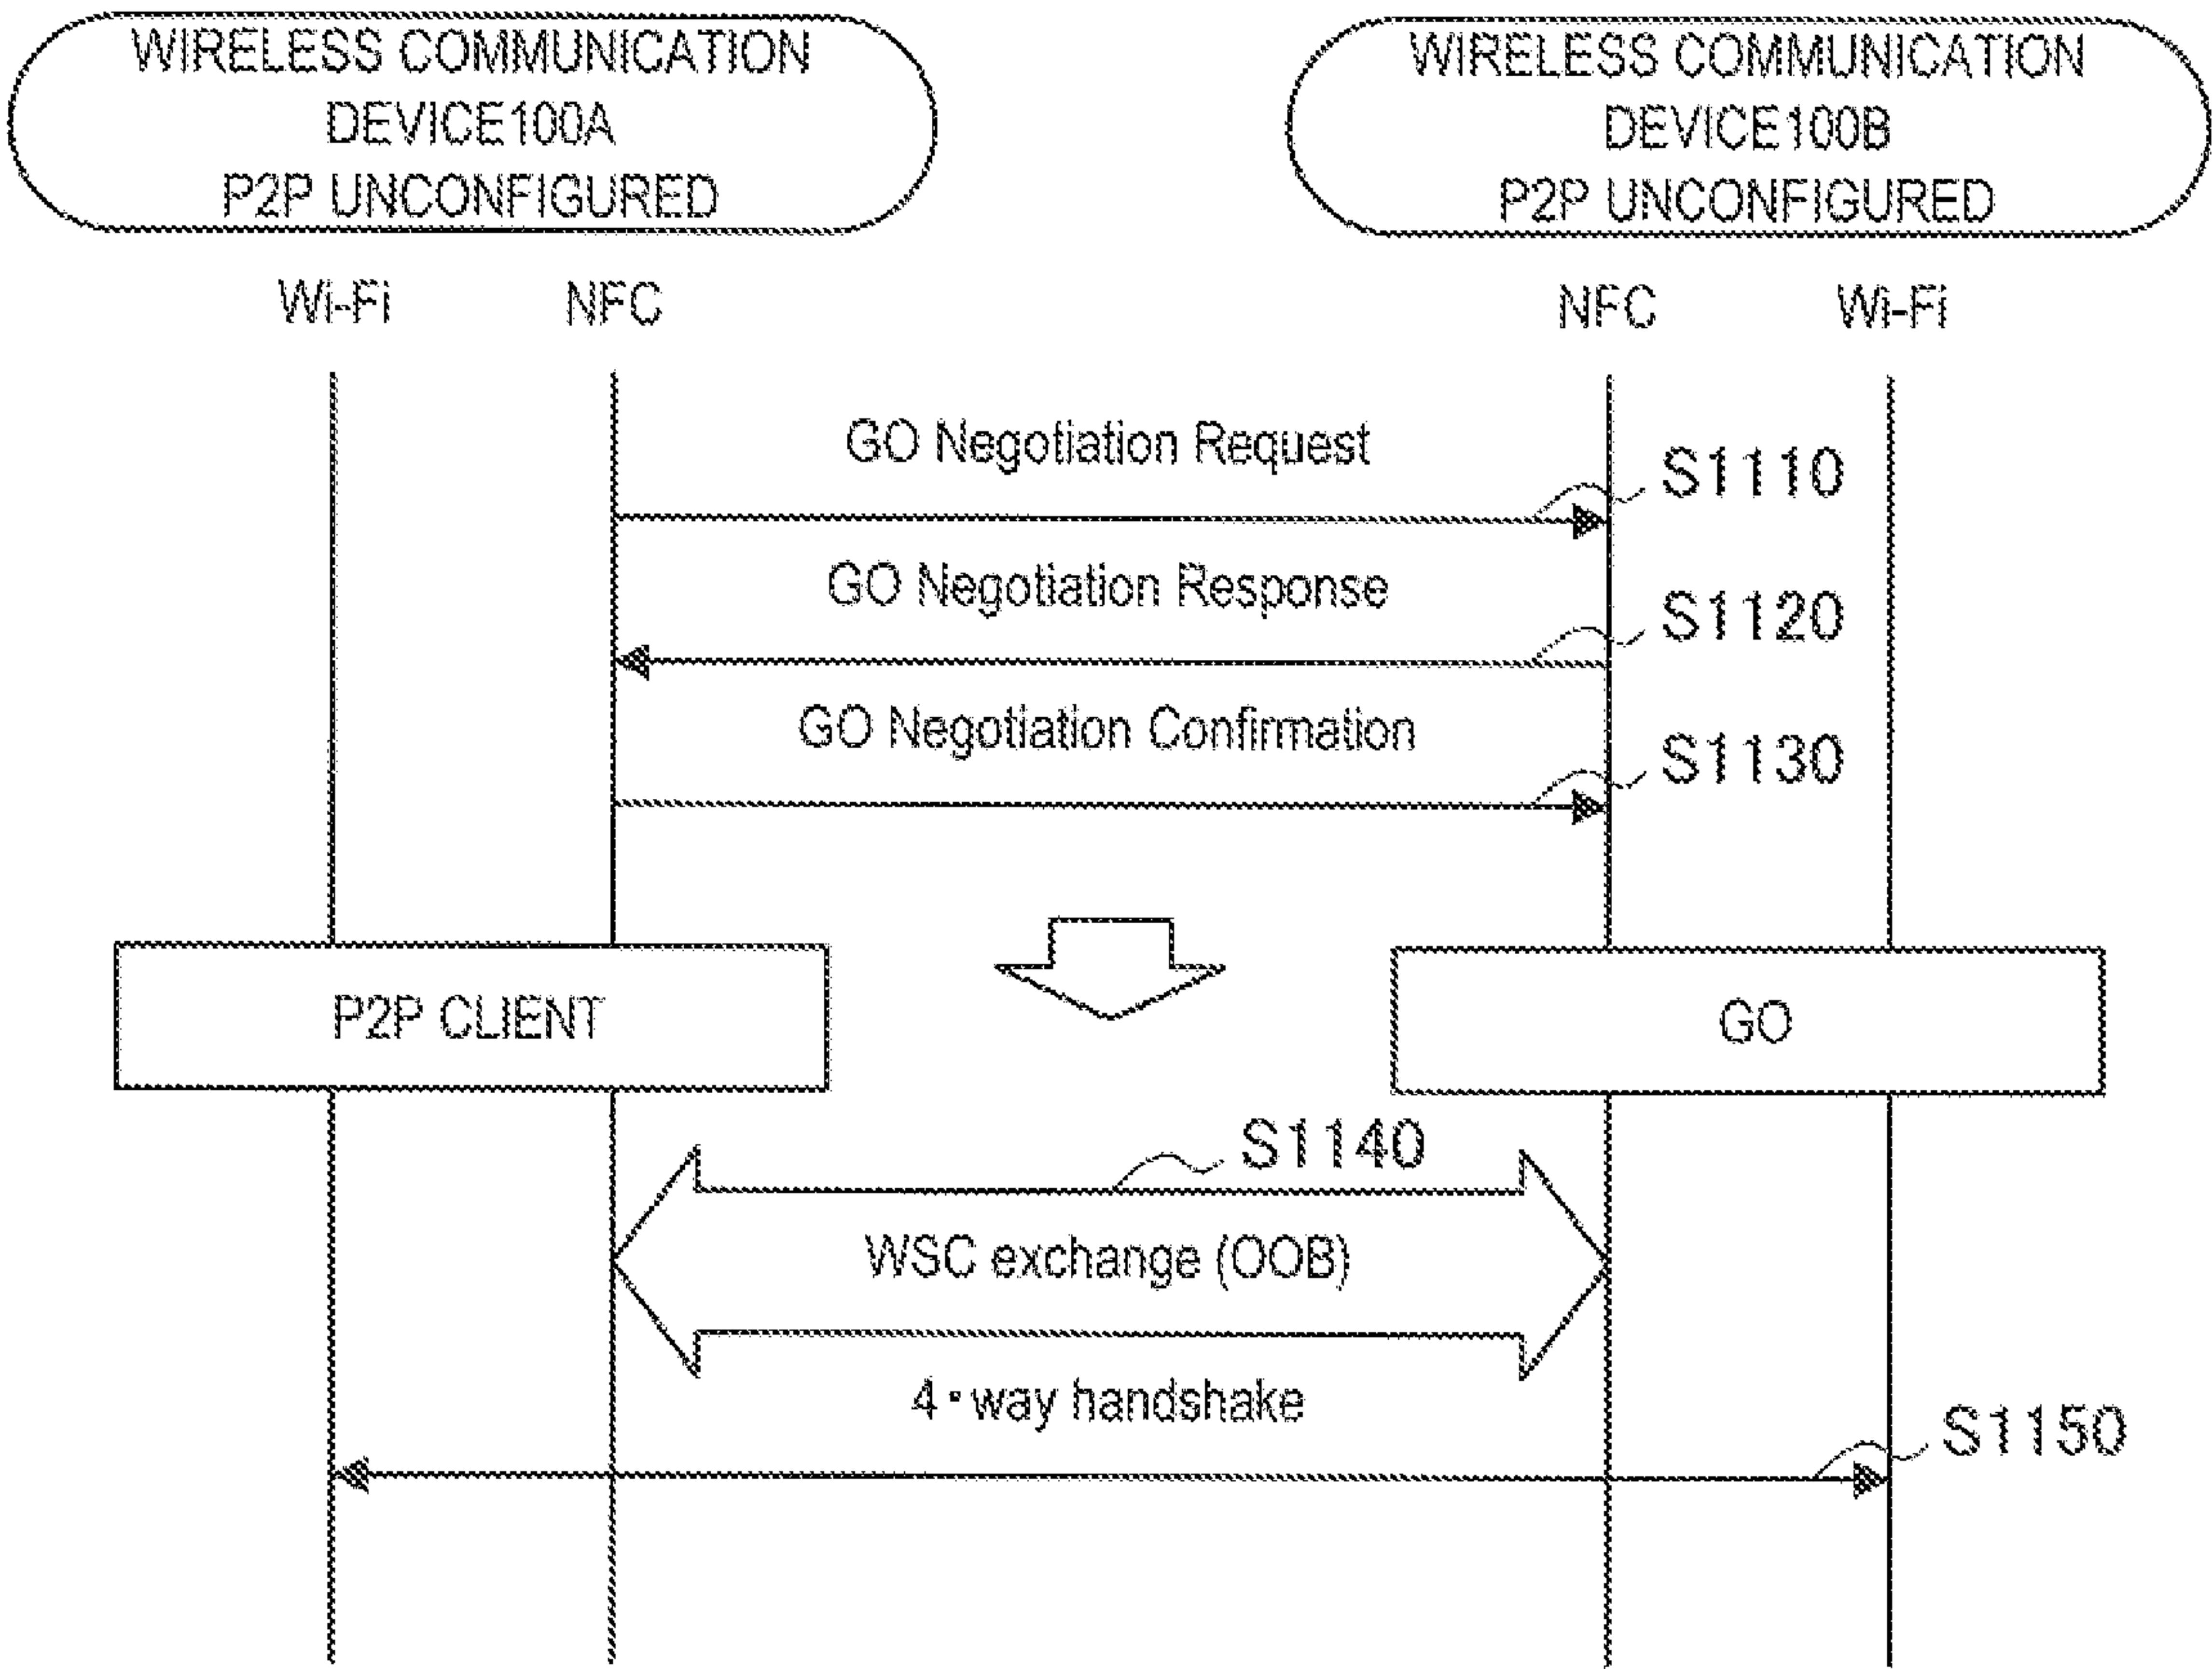 WIRELESS COMMUNICATION
DEVICE100A
P2P UNCONFIGURED
WIRELESS COMMUNICATION
DEVICE100B
P2P UNCONFIGURED
Wi-Fi
NFC
NFC
Wi-Fi
GO Negotiation Request
S1110
GO Negotiation Response
S1120
GO Negotiation Confirmation
S1130
P2P CLIENT
GO
S1140
WSC exchange (OOB)
4・way handshake
S1150